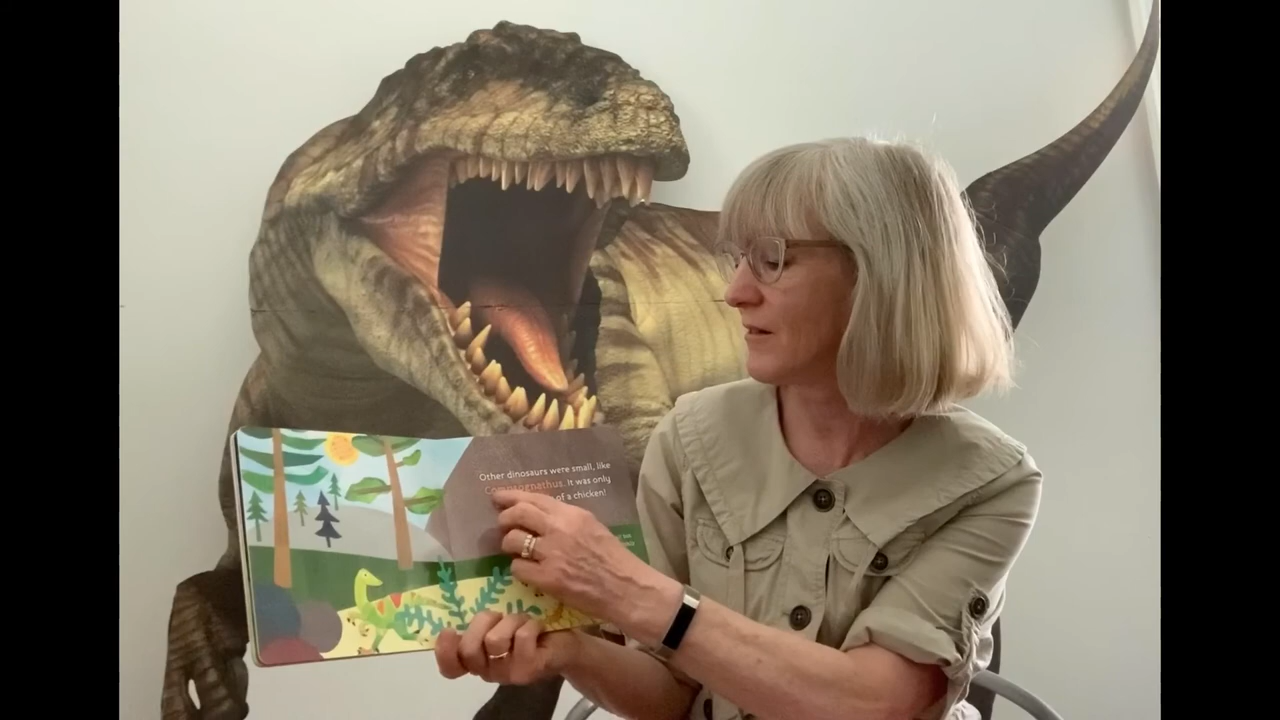 Other dinosaurs were small, like
Compsognathus. It was only
of a chicken!